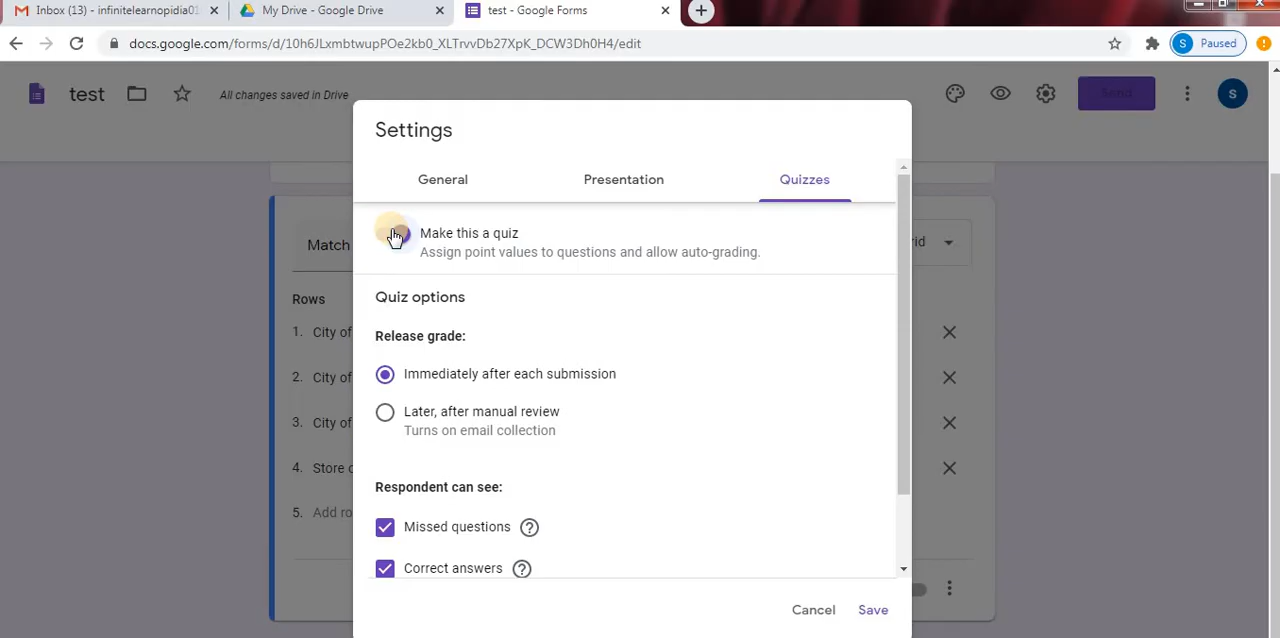 Inbox (13) - infinitelearnopidia01
My Drive - Google Drive
test - Google Forms
docs.google.com/forms/d/10h6JLxmbtwupPOe2kb0_XLTrvvDb27XpK_DCW3Dh0H4/edit
S
Paused
test
All changes saved in Drive
Send
S
Settings
General
Presentation
Quizzes
Make this a quiz
Assign point values to questions and allow auto-grading.
Match
Quiz options
Rows
Release grade:
1. City of
Immediately after each submission
2. City of
Later, after manual review
Turns on email collection
3. City of
4. Store
Respondent can see:
5. Add
Missed questions
Correct answers
Cancel
Save